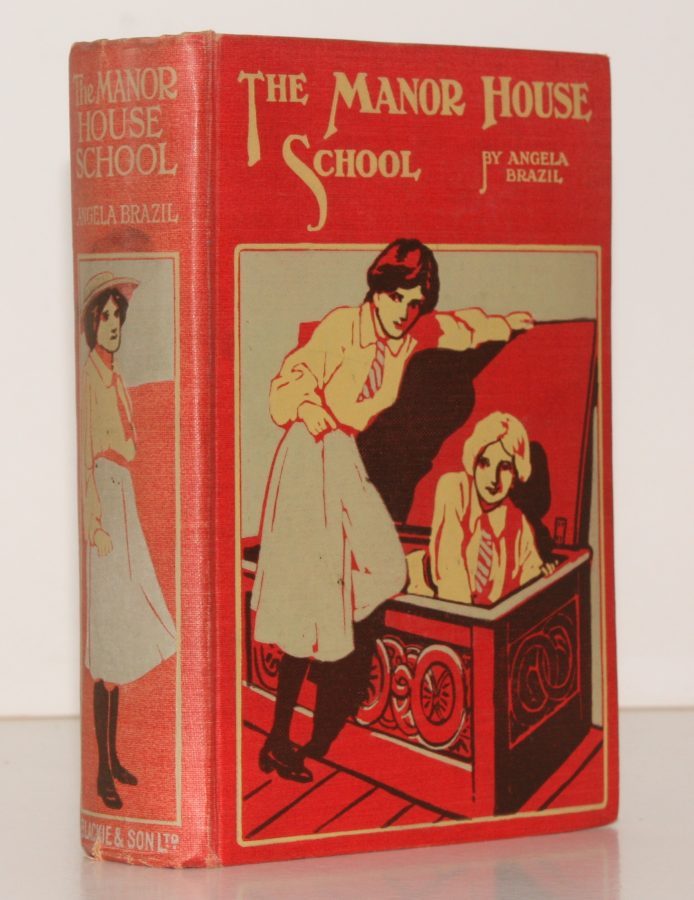 The MANOR
HOUSE
SCHOOL
ANGELA BRAZIL
BLACKIE & SON LTD
THE MANOR HOUSE
SCHOOL
BY ANGELA
BRAZIL